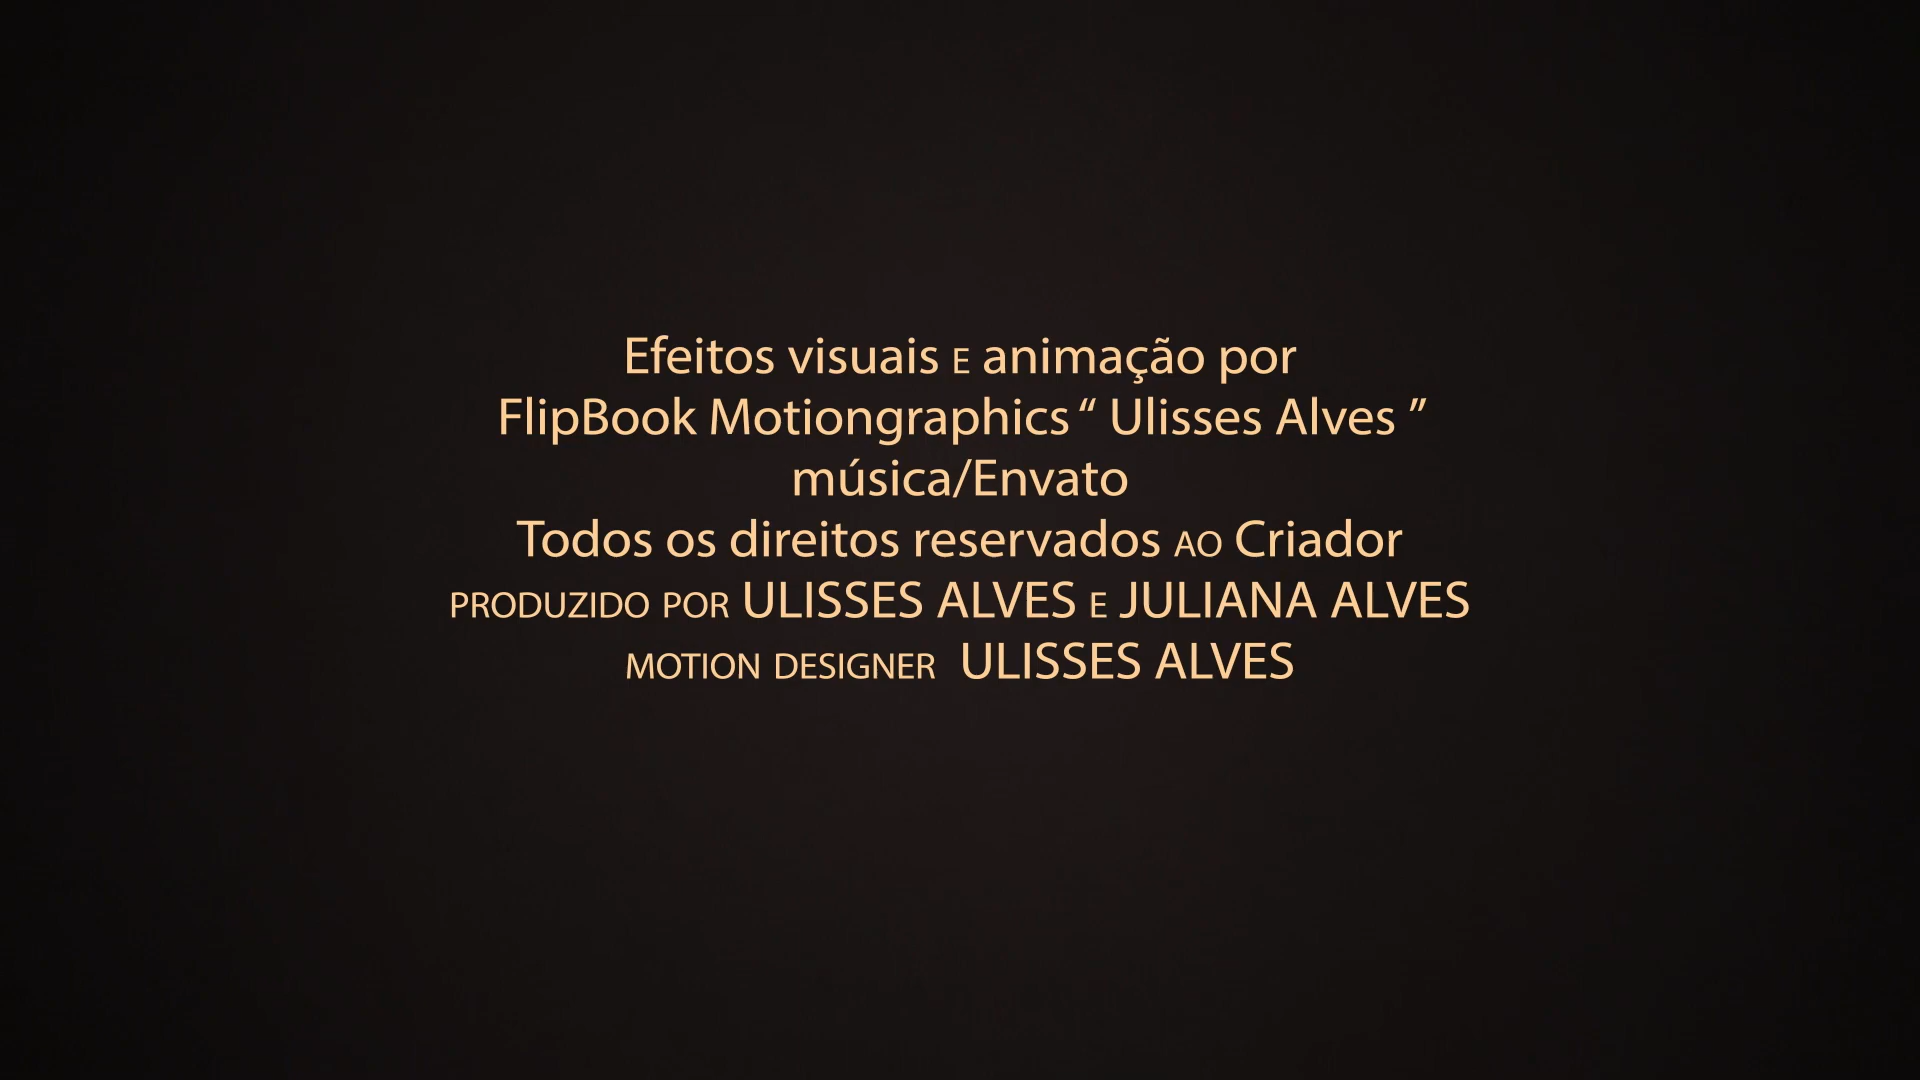 Efeitos visuais E animação por
FlipBook Motiongraphics “ Ulisses Alves ”
música/Envato
Todos os direitos reservados AO Criador
PRODUZIDO POR ULISSES ALVES E JULIANA ALVES
MOTION DESIGNER  ULISSES ALVES